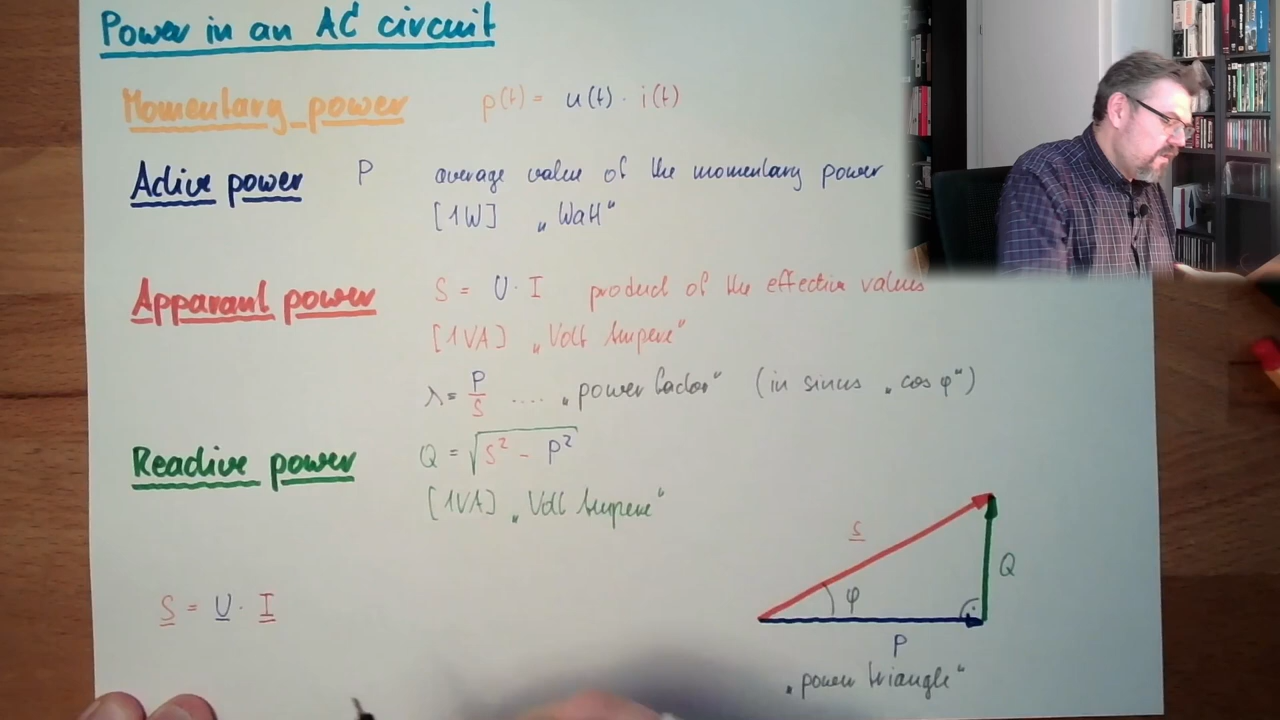 Power in an AC circuit
Momentary power p(t) = u(t) · i(t)
Active power P average value of the momentary power
[1W] „Watt"
Apparant power S = U · I product of the effective values
[1VA] „Volt Ampere"
λ = P/S .... „power factor" (in sinus „cos φ")
Reactive power Q = √(S² - P²)
[1VA] „Volt Ampere"
S
Q
φ
S = U · I
P
„power triangle"